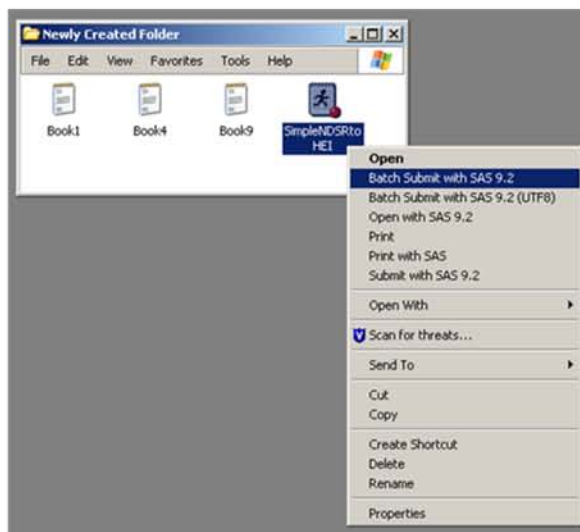 Newly Created Folder
File Edit View Favorites Tools Help
Book1 Book4 Book9 SimpleNDSRto
HEI
Open
Batch Submit with SAS 9.2
Batch Submit with SAS 9.2 (UTF8)
Open with SAS 9.2
Print
Print with SAS
Submit with SAS 9.2
Open With
Scan for threats...
Send To
Cut
Copy
Create Shortcut
Delete
Rename
Properties